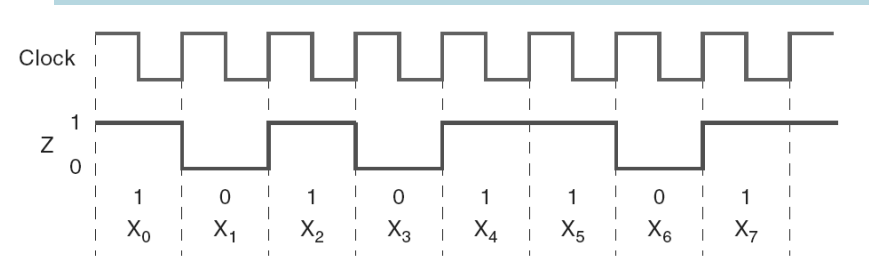 Clock
1
Z
0
1 0 1 0 1 1 0 1
X₀ X₁ X₂ X₃ X₄ X₅ X₆ X₇